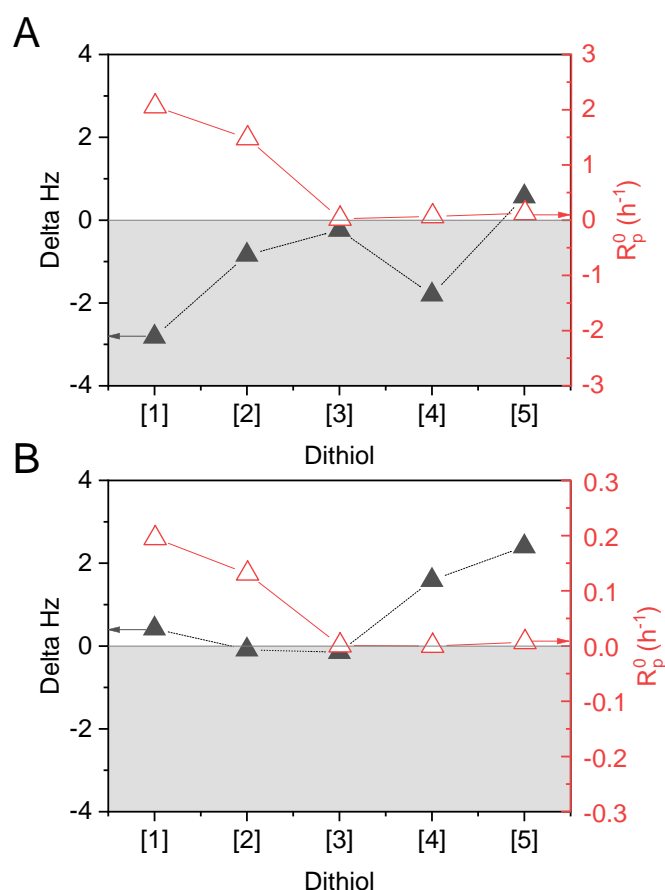 A
4
2
0
-2
-4
Delta Hz
3
2
1
0
-1
-2
-3
R_p^0 (h^-1)
[1] [2] [3] [4] [5]
Dithiol
B
4
2
0
-2
-4
Delta Hz
0.3
0.2
0.1
0.0
-0.1
-0.2
-0.3
R_p^0 (h^-1)
[1] [2] [3] [4] [5]
Dithiol